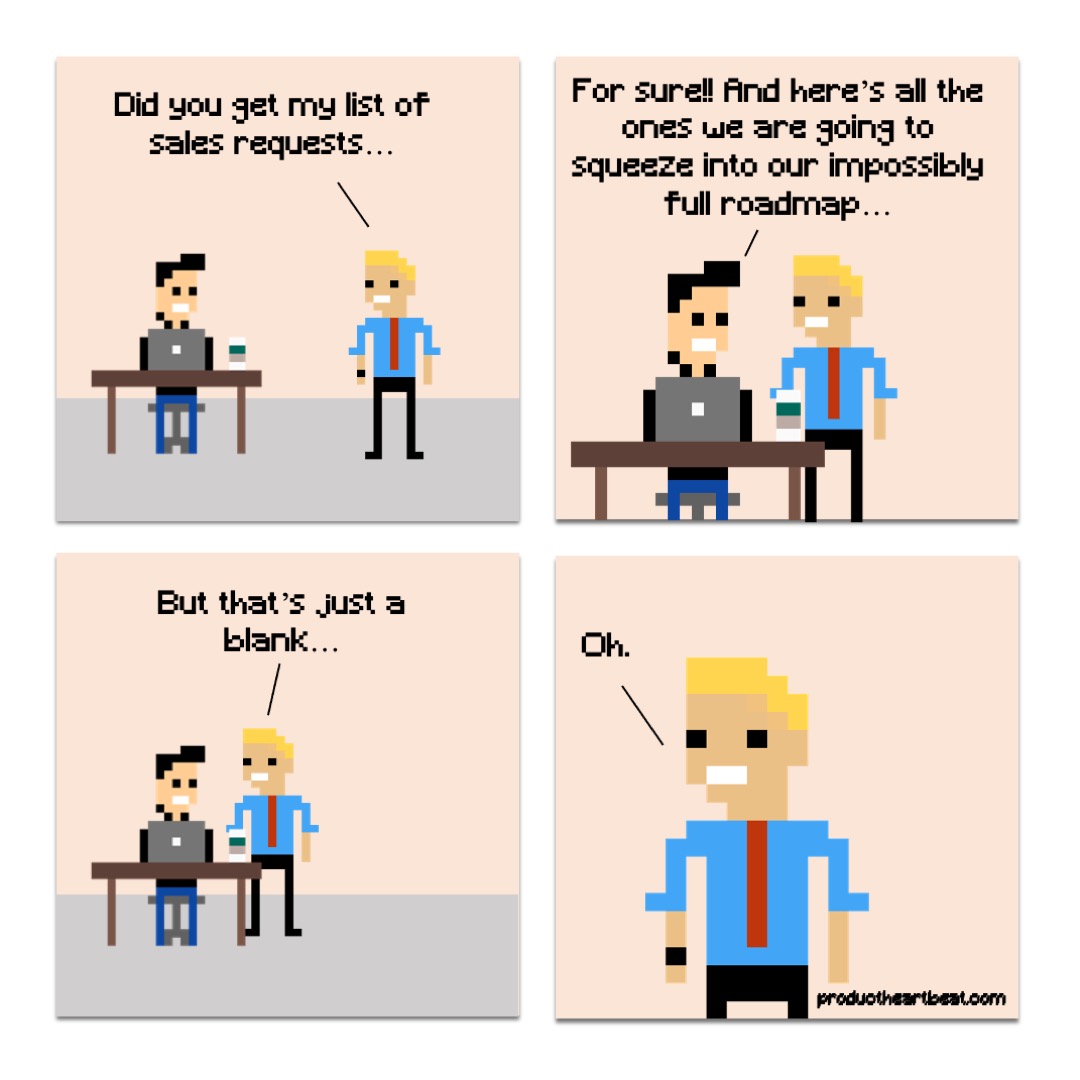 Did you get my list of
sales requests...
For sure!! And here's all the
ones we are going to
squeeze into our impossibly
full roadmap...
But that's just a
blank...
Oh.
productheartbeat.com